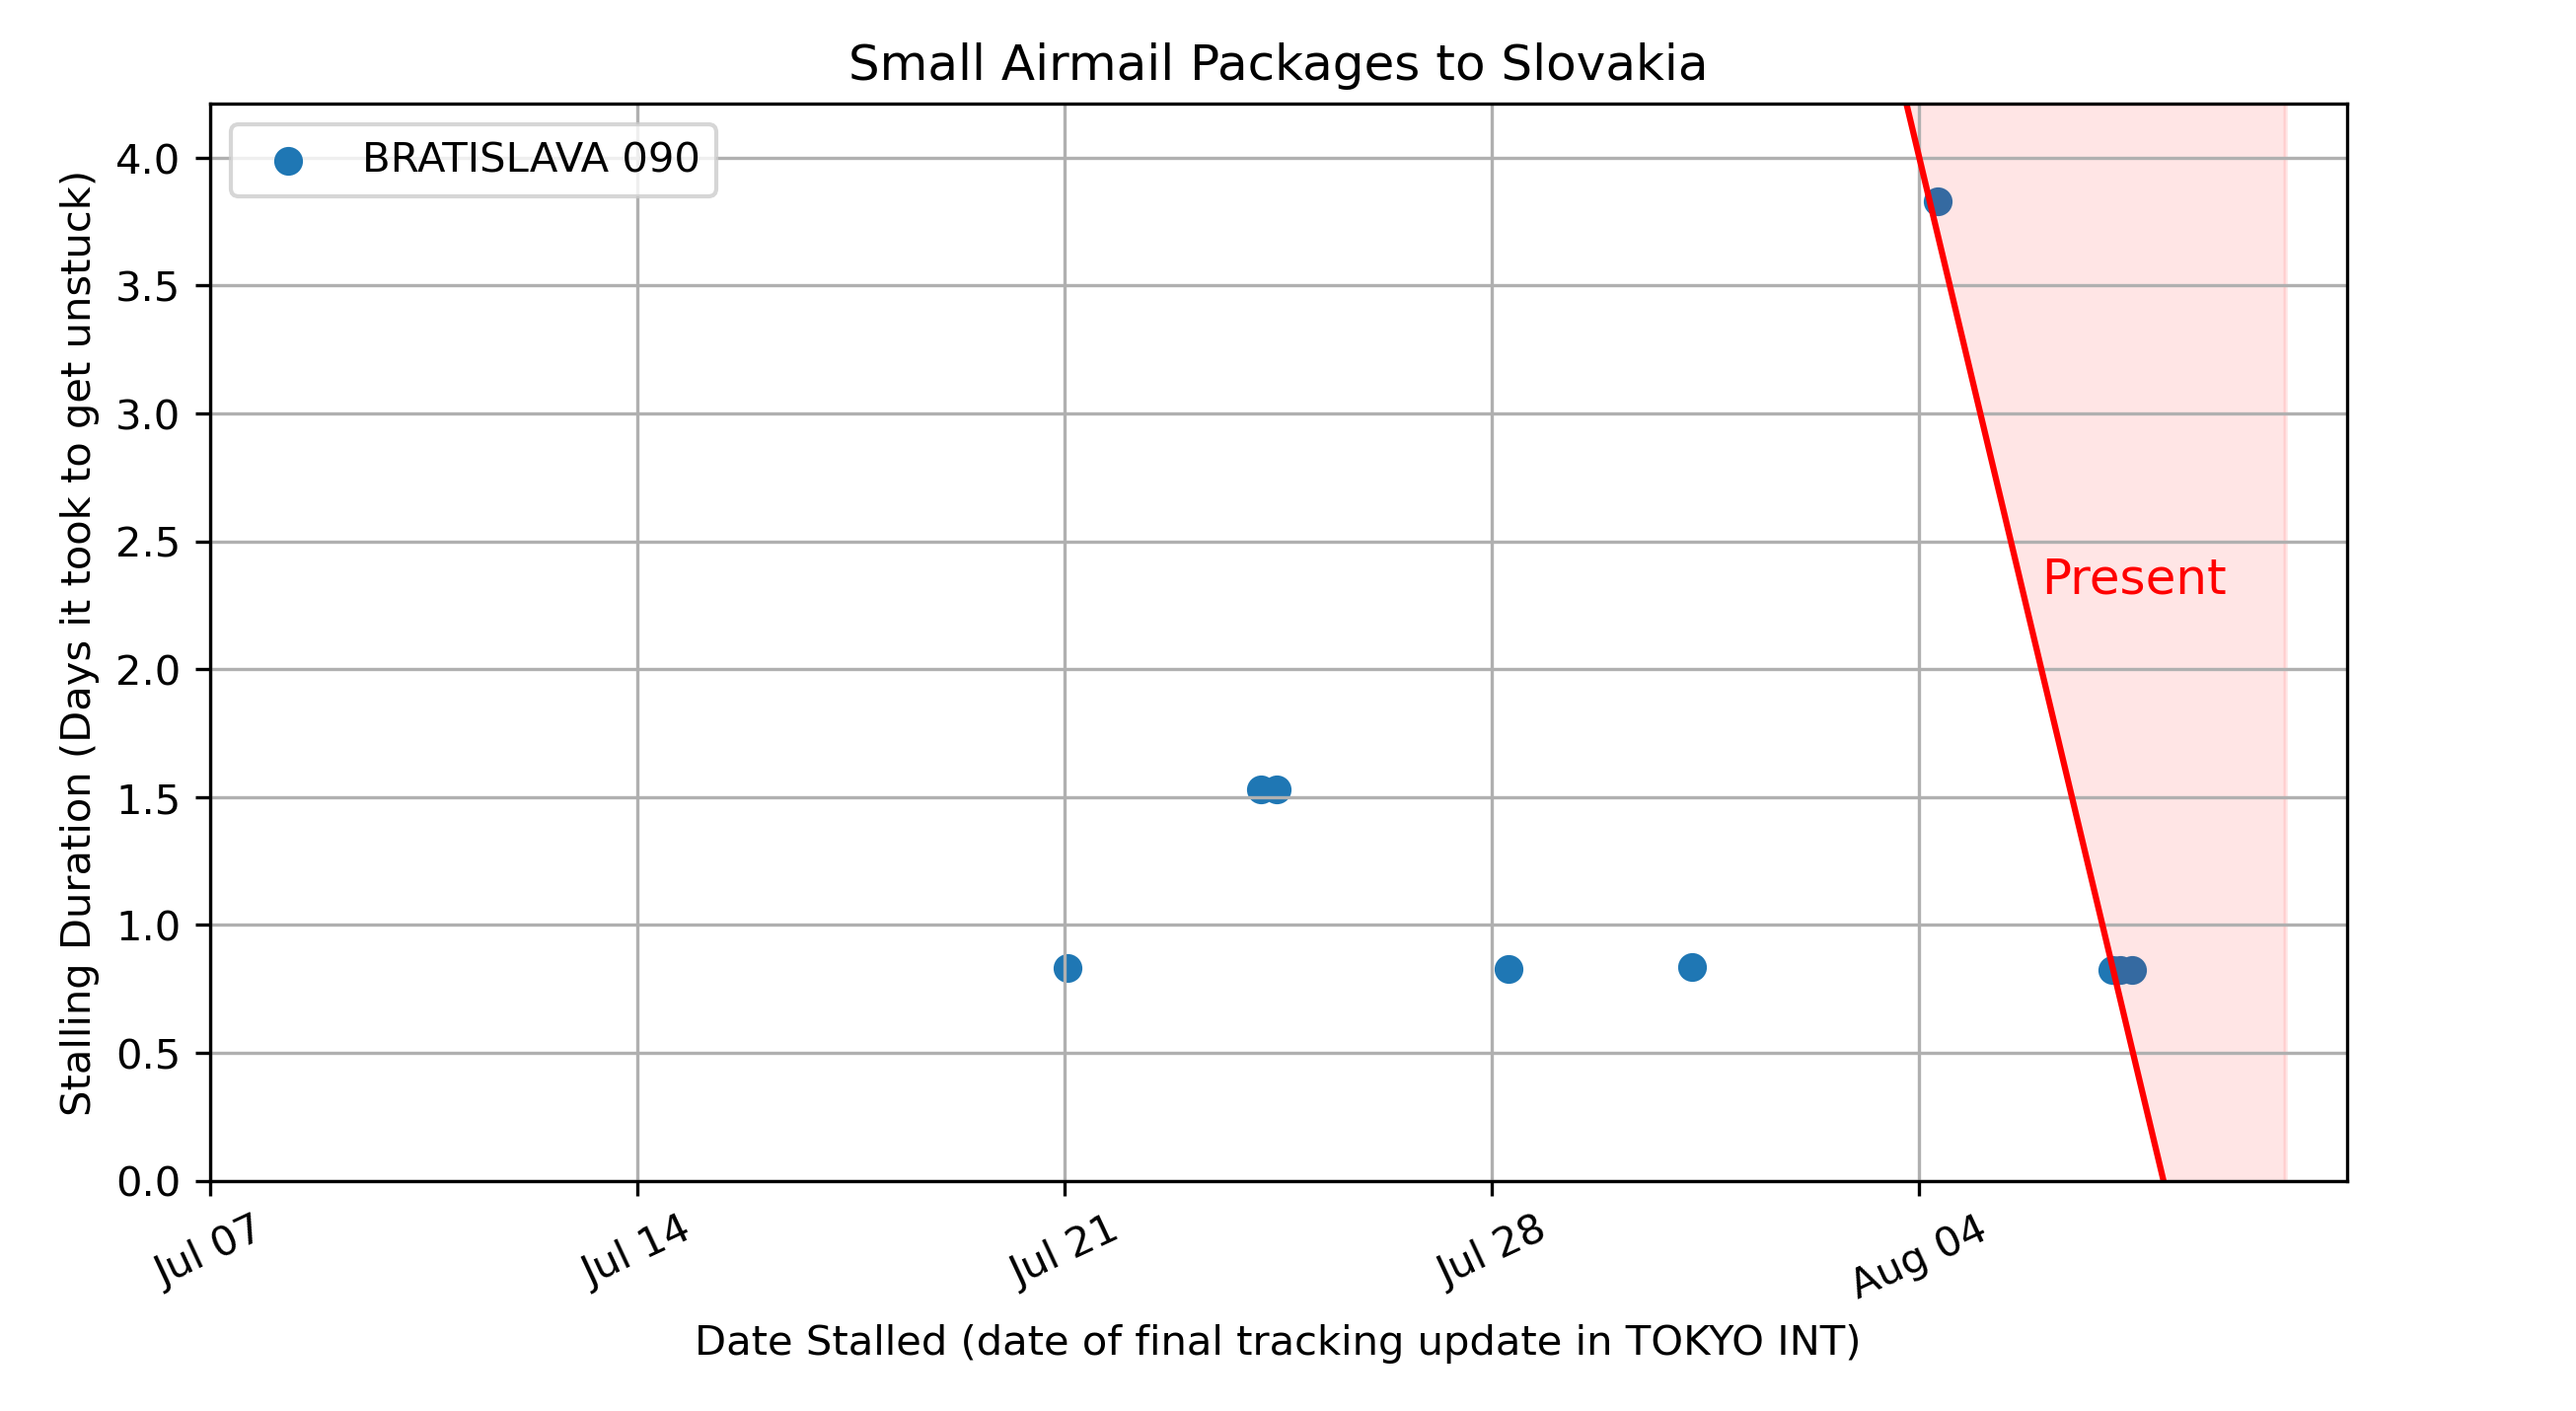 Small Airmail Packages to Slovakia
BRATISLAVA 090
Stalling Duration (Days it took to get unstuck)
4.0
3.5
3.0
2.5
2.0
1.5
1.0
0.5
0.0
Present
Jul 07
Jul 14
Jul 21
Jul 28
Aug 04
Date Stalled (date of final tracking update in TOKYO INT)